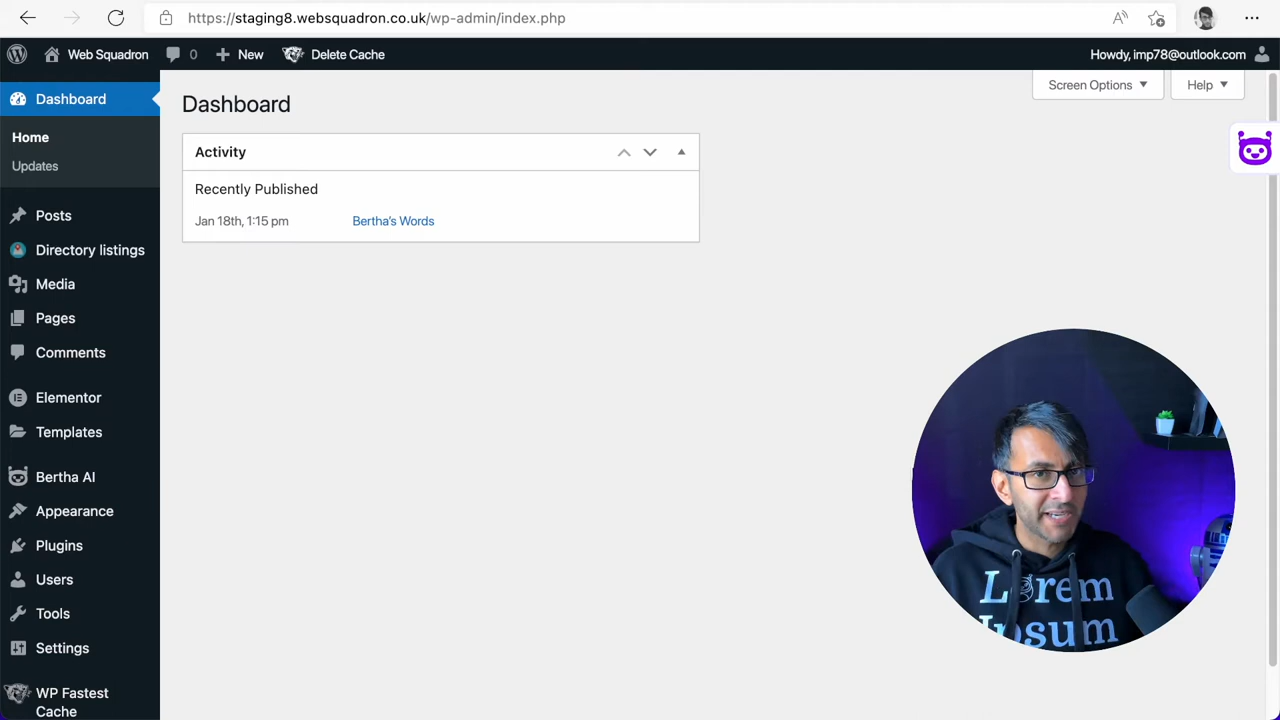 https://staging8.websquadron.co.uk/wp-admin/index.php
Web Squadron 0 New Delete Cache Howdy, imp78@outlook.com
Dashboard
Home
Updates
Posts
Directory listings
Media
Pages
Comments
Elementor
Templates
Bertha AI
Appearance
Plugins
Users
Tools
Settings
WP Fastest
Cache
Screen Options Help
Dashboard
Activity
Recently Published
Jan 18th, 1:15 pm Bertha's Words
Lorem
Ipsum